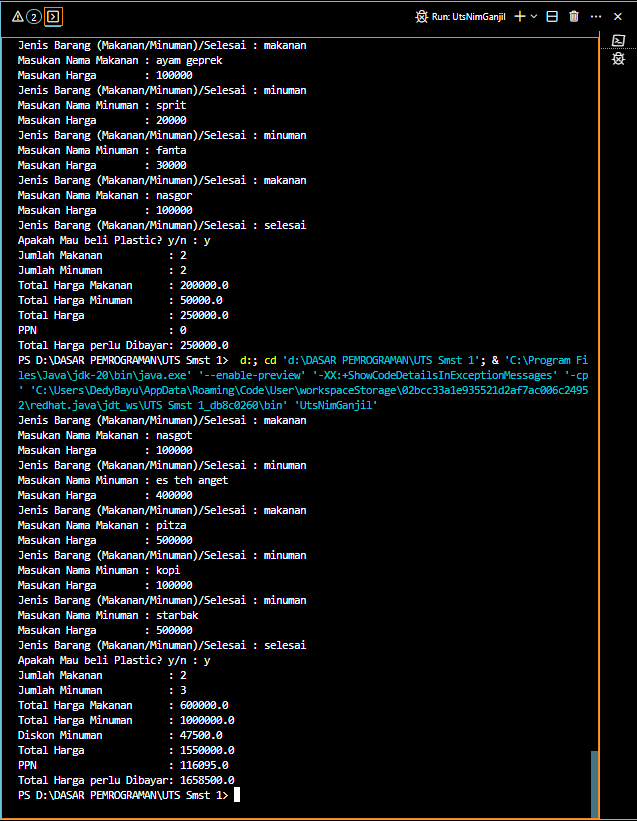 2
Run: UtsNimGanjil
Jenis Barang (Makanan/Minuman)/Selesai : makanan
Masukan Nama Makanan : ayam geprek
Masukan Harga : 100000
Jenis Barang (Makanan/Minuman)/Selesai : minuman
Masukan Nama Minuman : sprit
Masukan Harga : 20000
Jenis Barang (Makanan/Minuman)/Selesai : minuman
Masukan Nama Minuman : fanta
Masukan Harga : 30000
Jenis Barang (Makanan/Minuman)/Selesai : makanan
Masukan Nama Makanan : nasgor
Masukan Harga : 100000
Jenis Barang (Makanan/Minuman)/Selesai : selesai
Apakah Mau beli Plastic? y/n : y
Jumlah Makanan : 2
Jumlah Minuman : 2
Total Harga Makanan : 200000.0
Total Harga Minuman : 50000.0
Total Harga : 250000.0
PPN : 0
Total Harga perlu Dibayar: 250000.0
PS D:\DASAR PEMROGRAMAN\UTS Smst 1> d:; cd 'd:\DASAR PEMROGRAMAN\UTS Smst 1'; & 'C:\Program Fi
les\Java\jdk-20\bin\java.exe' '--enable-preview' '-XX:+ShowCodeDetailsInExceptionMessages' '-cp
' 'C:\Users\DedyBayu\AppData\Roaming\Code\User\workspaceStorage\02bcc33a1e935521d2af7ac006c2495
2\redhat.java\jdt_ws\UTS Smst 1_db8c0260\bin' 'UtsNimGanjil'
Jenis Barang (Makanan/Minuman)/Selesai : makanan
Masukan Nama Makanan : nasgot
Masukan Harga : 100000
Jenis Barang (Makanan/Minuman)/Selesai : minuman
Masukan Nama Minuman : es teh anget
Masukan Harga : 400000
Jenis Barang (Makanan/Minuman)/Selesai : makanan
Masukan Nama Makanan : pitza
Masukan Harga : 500000
Jenis Barang (Makanan/Minuman)/Selesai : minuman
Masukan Nama Minuman : kopi
Masukan Harga : 100000
Jenis Barang (Makanan/Minuman)/Selesai : minuman
Masukan Nama Minuman : starbak
Masukan Harga : 500000
Jenis Barang (Makanan/Minuman)/Selesai : selesai
Apakah Mau beli Plastic? y/n : y
Jumlah Makanan : 2
Jumlah Minuman : 3
Total Harga Makanan : 600000.0
Total Harga Minuman : 1000000.0
Diskon Minuman : 47500.0
Total Harga : 1550000.0
PPN : 116095.0
Total Harga perlu Dibayar: 1658500.0
PS D:\DASAR PEMROGRAMAN\UTS Smst 1>